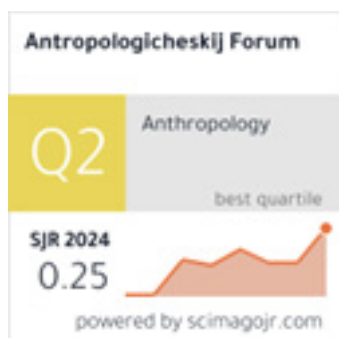 Antropologicheskij Forum
Q2
Anthropology
best quartile
SJR 2024
0.25
powered by scimagojr.com